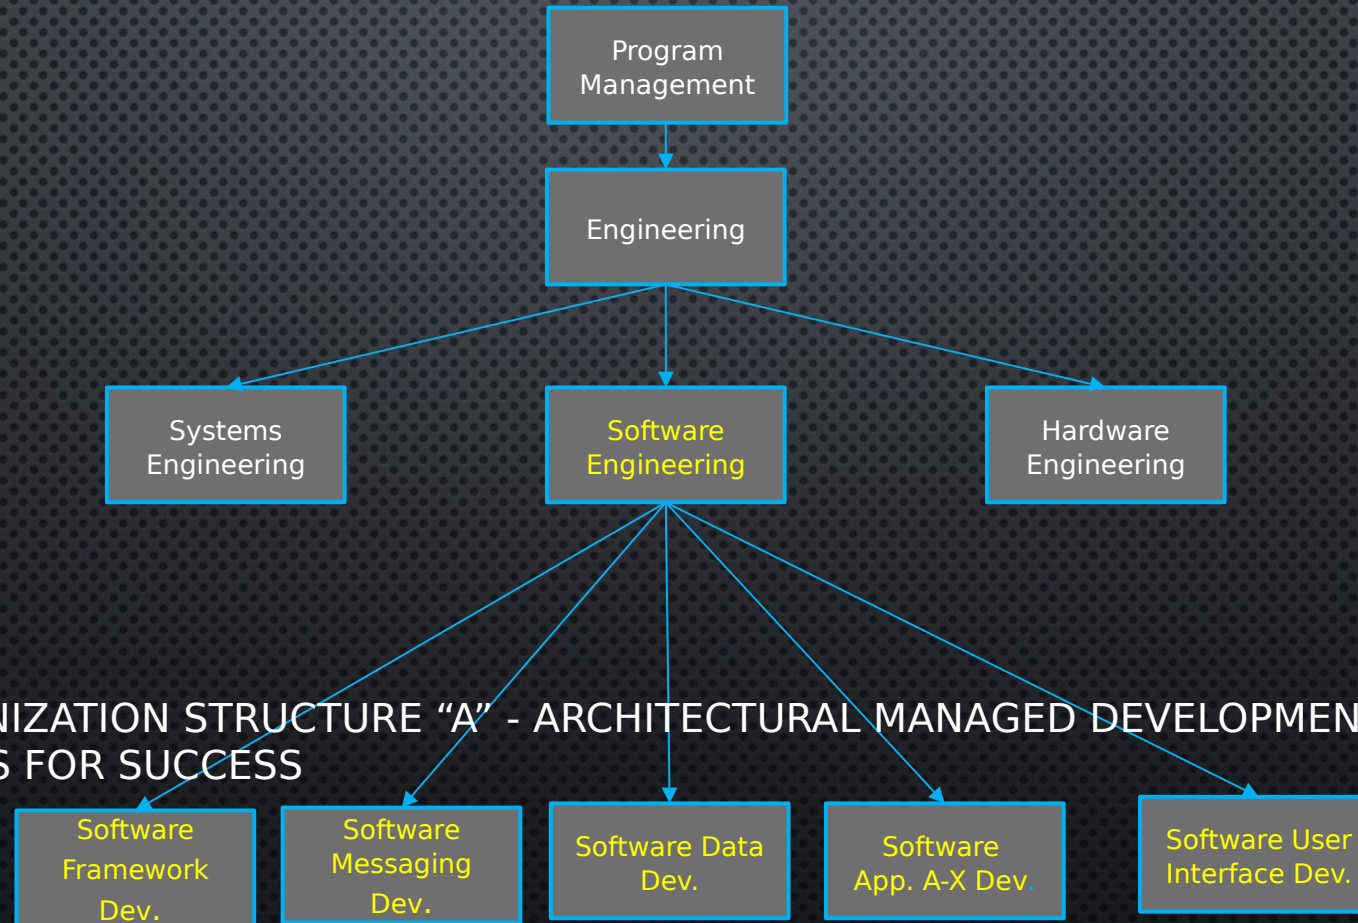 Program
Management
Engineering
Systems
Engineering
Software
Engineering
Hardware
Engineering
NIZATION STRUCTURE “A” - ARCHITECTURAL MANAGED DEVELOPMEN
S FOR SUCCESS
Software
Framework
Dev.
Software
Messaging
Dev.
Software Data
Dev.
Software
App. A-X Dev.
Software User
Interface Dev.